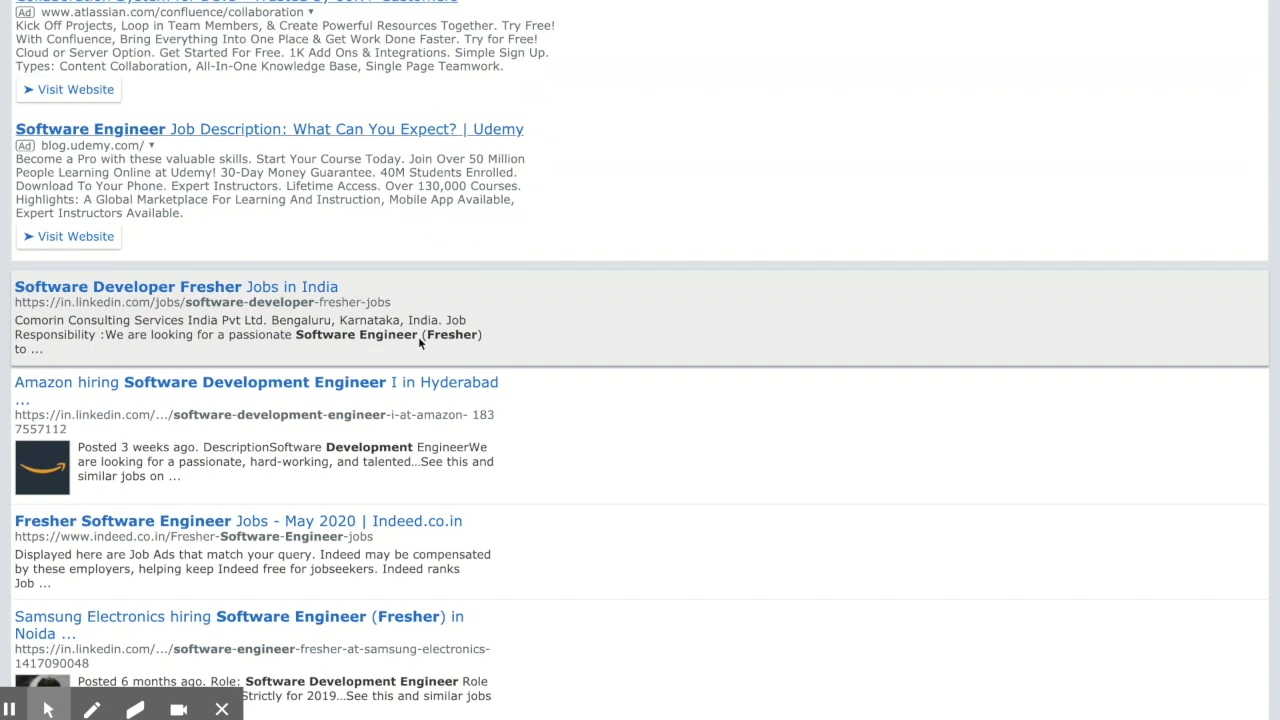 Ad www.atlassian.com/confluence/collaboration ▾
Kick Off Projects, Loop in Team Members, & Create Powerful Resources Together. Try Free!
With Confluence, Bring Everything Into One Place & Get Work Done Faster. Try for Free!
Cloud or Server Option. Get Started For Free. 1K Add Ons & Integrations. Simple Sign Up.
Types: Content Collaboration, All-In-One Knowledge Base, Single Page Teamwork.
➤ Visit Website
Software Engineer Job Description: What Can You Expect? | Udemy
Ad blog.udemy.com/ ▾
Become a Pro with these valuable skills. Start Your Course Today. Join Over 50 Million
People Learning Online at Udemy! 30-Day Money Guarantee. 40M Students Enrolled.
Download To Your Phone. Expert Instructors. Lifetime Access. Over 130,000 Courses.
Highlights: A Global Marketplace For Learning And Instruction, Mobile App Available,
Expert Instructors Available.
➤ Visit Website
Software Developer Fresher Jobs in India
https://in.linkedin.com/jobs/software-developer-fresher-jobs
Comorin Consulting Services India Pvt Ltd. Bengaluru, Karnataka, India. Job
Responsibility :We are looking for a passionate Software Engineer (Fresher)
to ...
Amazon hiring Software Development Engineer I in Hyderabad
...
https://in.linkedin.com/.../software-development-engineer-i-at-amazon- 183
7557112
Posted 3 weeks ago. DescriptionSoftware Development EngineerWe
are looking for a passionate, hard-working, and talented…See this and
similar jobs on ...
Fresher Software Engineer Jobs - May 2020 | Indeed.co.in
https://www.indeed.co.in/Fresher-Software-Engineer-jobs
Displayed here are Job Ads that match your query. Indeed may be compensated
by these employers, helping keep Indeed free for jobseekers. Indeed ranks
Job ...
Samsung Electronics hiring Software Engineer (Fresher) in
Noida ...
https://in.linkedin.com/.../software-engineer-fresher-at-samsung-electronics-
1417090048
Posted 6 months ago. Role: Software Development Engineer Role
Strictly for 2019…See this and similar jobs